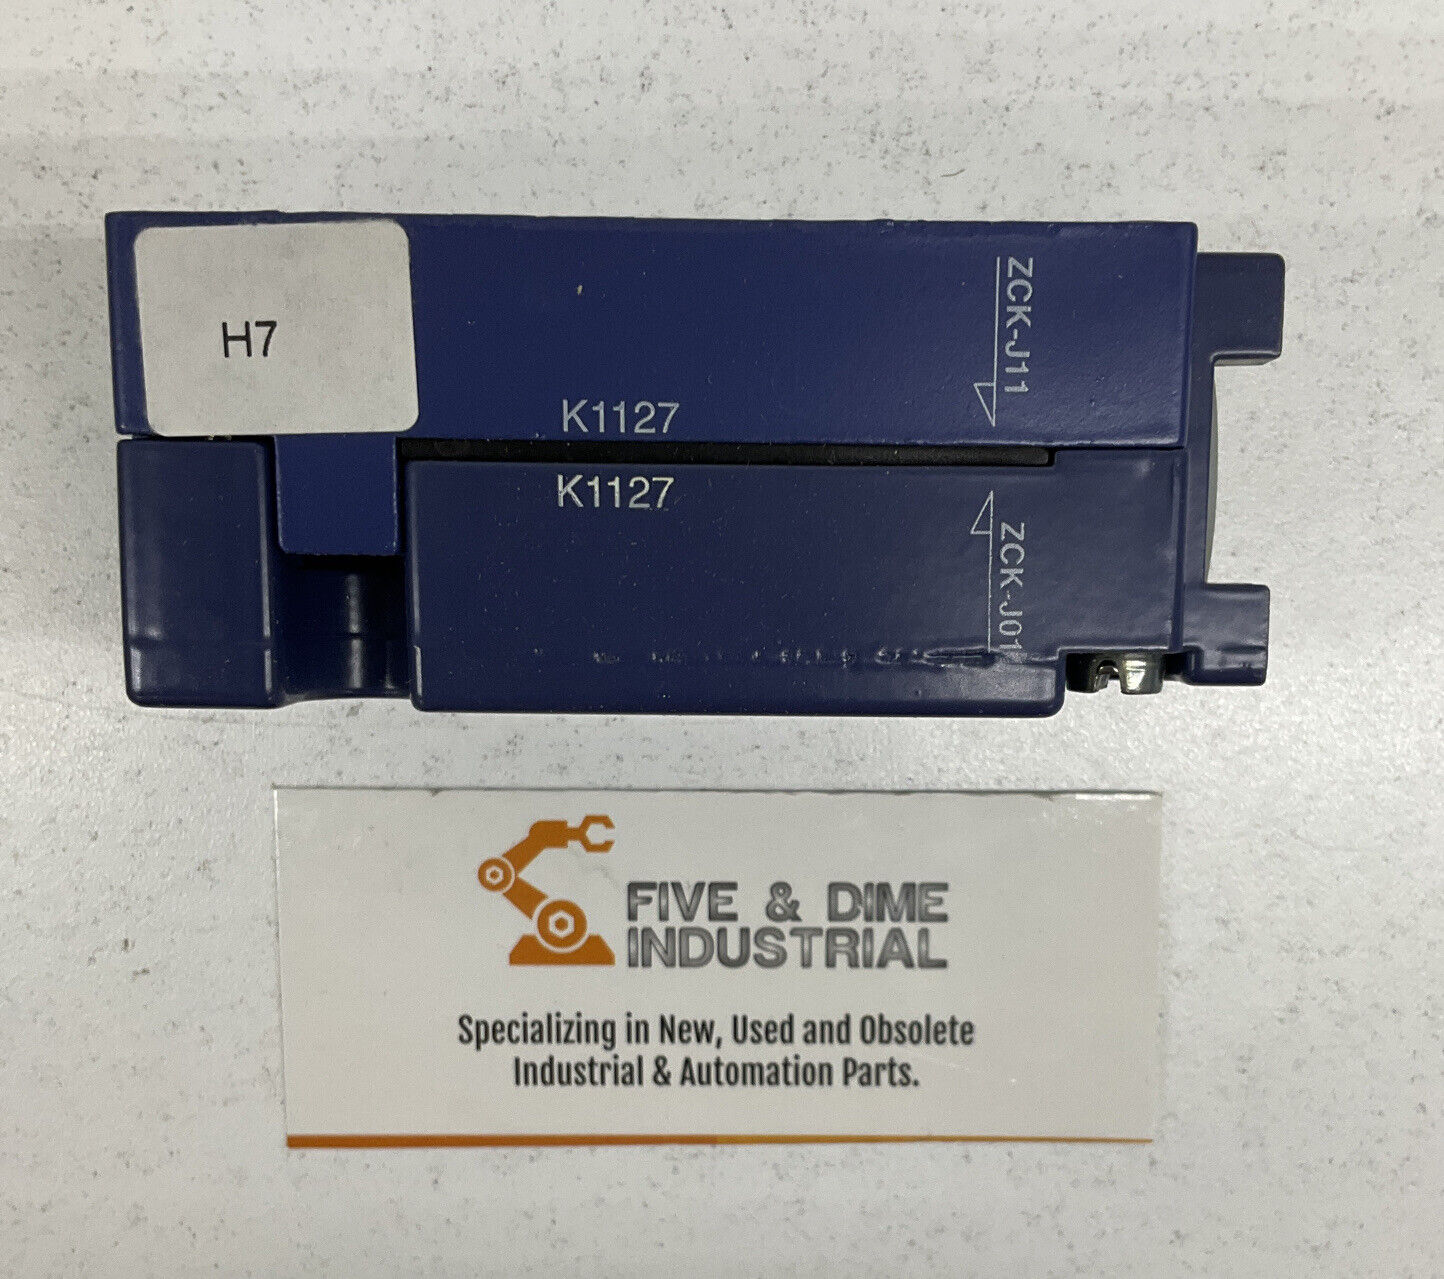 H7
K1127
ZCK-J11
K1127
ZCK-J01
FIVE & DIME
INDUSTRIAL
Specializing in New, Used and Obsolete
Industrial & Automation Parts.